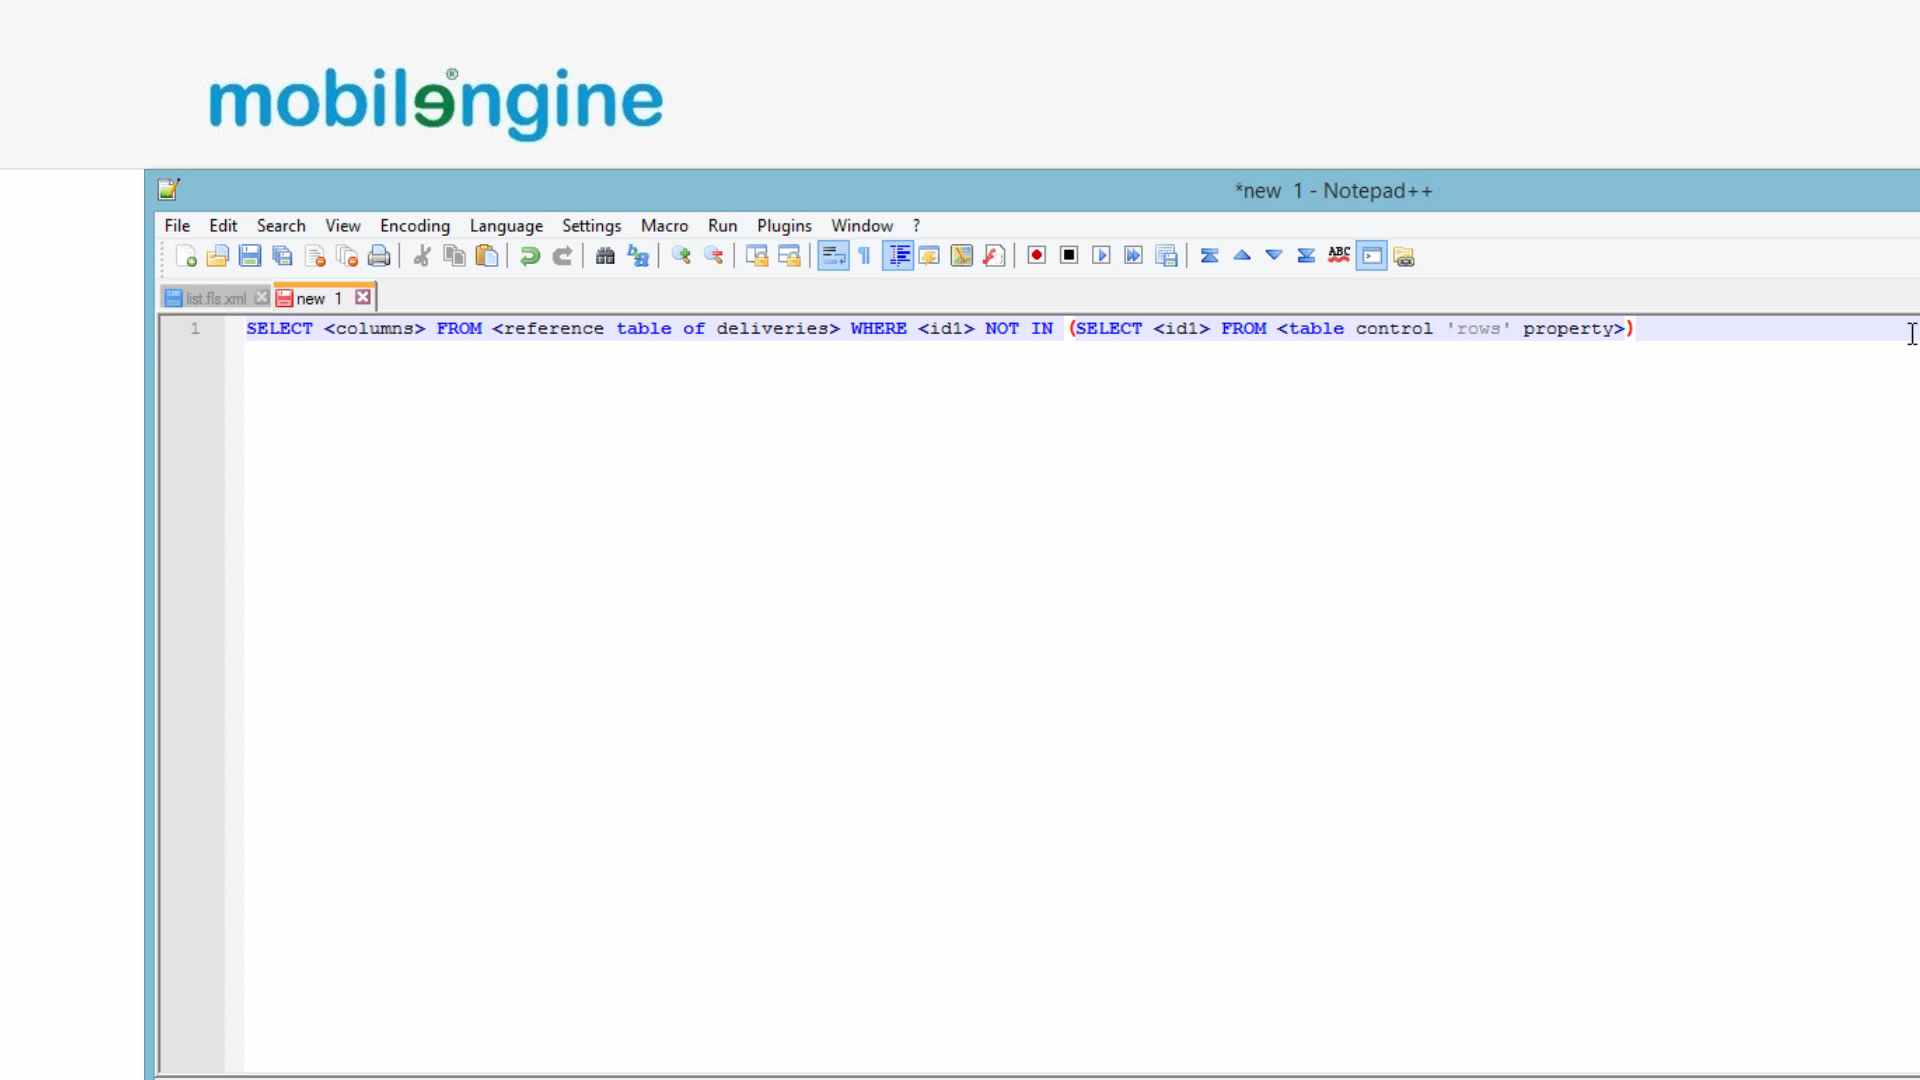 mobilengine®
*new 1 - Notepad++
File Edit Search View Encoding Language Settings Macro Run Plugins Window ?
ABC
list.fls.xml new 1
1 SELECT <columns> FROM <reference table of deliveries> WHERE <id1> NOT IN (SELECT <id1> FROM <table control 'rows' property>)